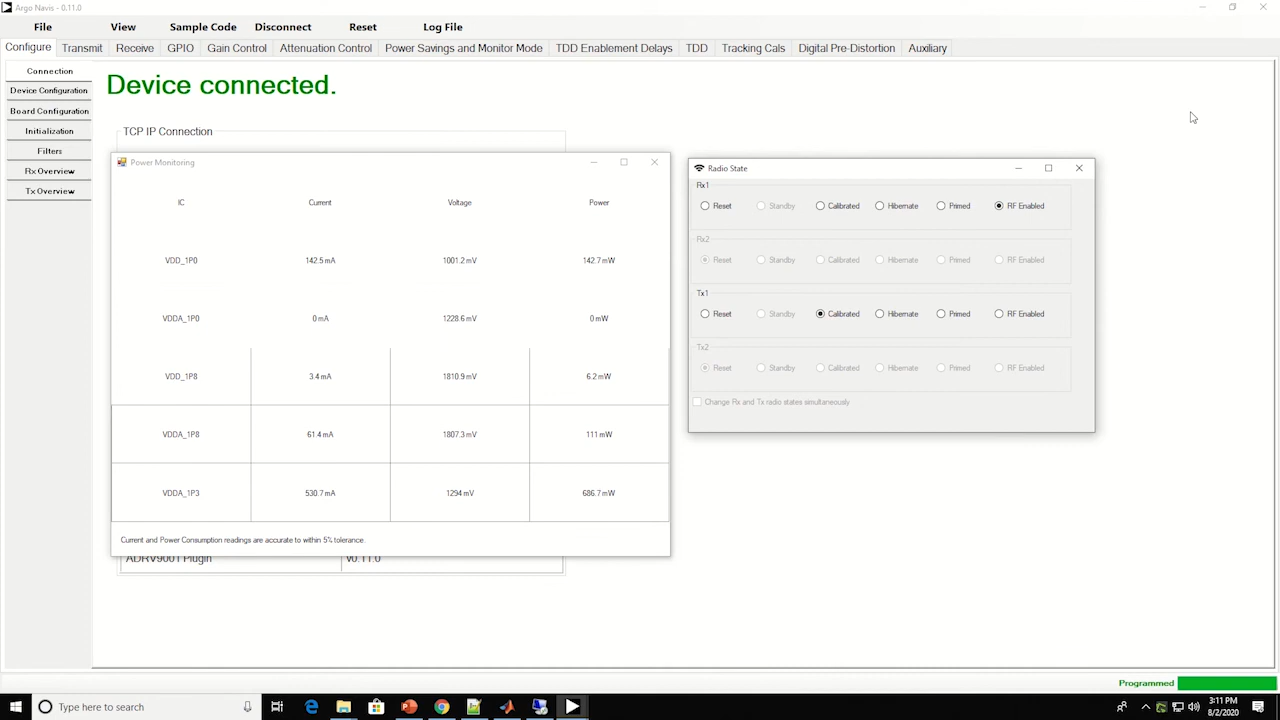 Argo Navis - 0.11.0
File View Sample Code Disconnect Reset Log File
Configure Transmit Receive GPIO Gain Control Attenuation Control Power Savings and Monitor Mode TDD Enablement Delays TDD Tracking Cals Digital Pre-Distortion Auxiliary
Connection
Device Configuration
Board Configuration
Initialization
Filters
Rx Overview
Tx Overview
Device connected.
TCP IP Connection
Power Monitoring
IC Current Voltage Power
VDD_1P0 142.5 mA 1001.2 mV 142.7 mW
VDDA_1P0 0 mA 1228.6 mV 0 mW
VDD_1P8 3.4 mA 1810.9 mV 6.2 mW
VDDA_1P8 61.4 mA 1807.3 mV 111 mW
VDDA_1P3 530.7 mA 1294 mV 686.7 mW
Current and Power Consumption readings are accurate to within 5% tolerance.
ADRV9001 Plugin v0.11.0
Radio State
Rx1
Reset Standby Calibrated Hibernate Primed RF Enabled
Rx2
Reset Standby Calibrated Hibernate Primed RF Enabled
Tx1
Reset Standby Calibrated Hibernate Primed RF Enabled
Tx2
Reset Standby Calibrated Hibernate Primed RF Enabled
Change Rx and Tx radio states simultaneously
Programmed
Type here to search
3:11 PM
8/2/2020